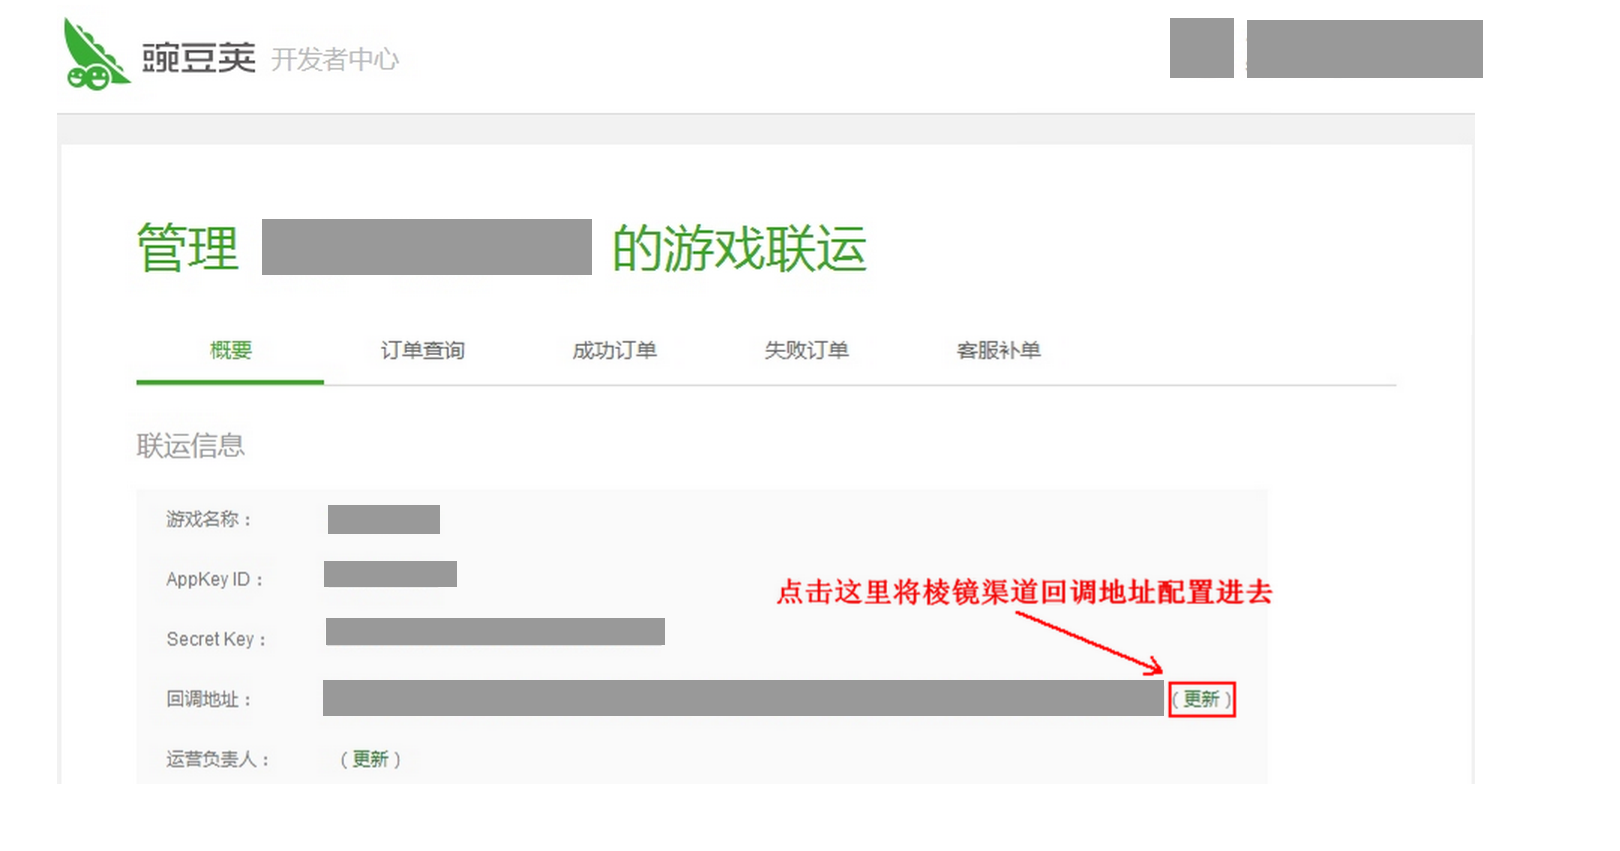 豌豆荚 开发者中心
管理 的游戏联运
概要 订单查询 成功订单 失败订单 客服补单
联运信息
游戏名称：
AppKey ID：
点击这里将棱镜渠道回调地址配置进去
Secret Key：
回调地址： （更新）
运营负责人： （更新）